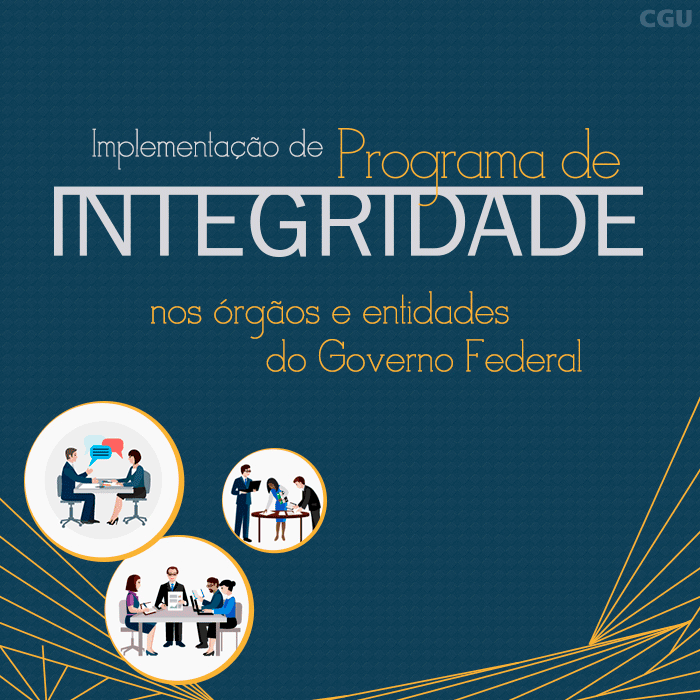 CGU
Implementação de Programa de
INTEGRIDADE
nos órgãos e entidades
do Governo Federal